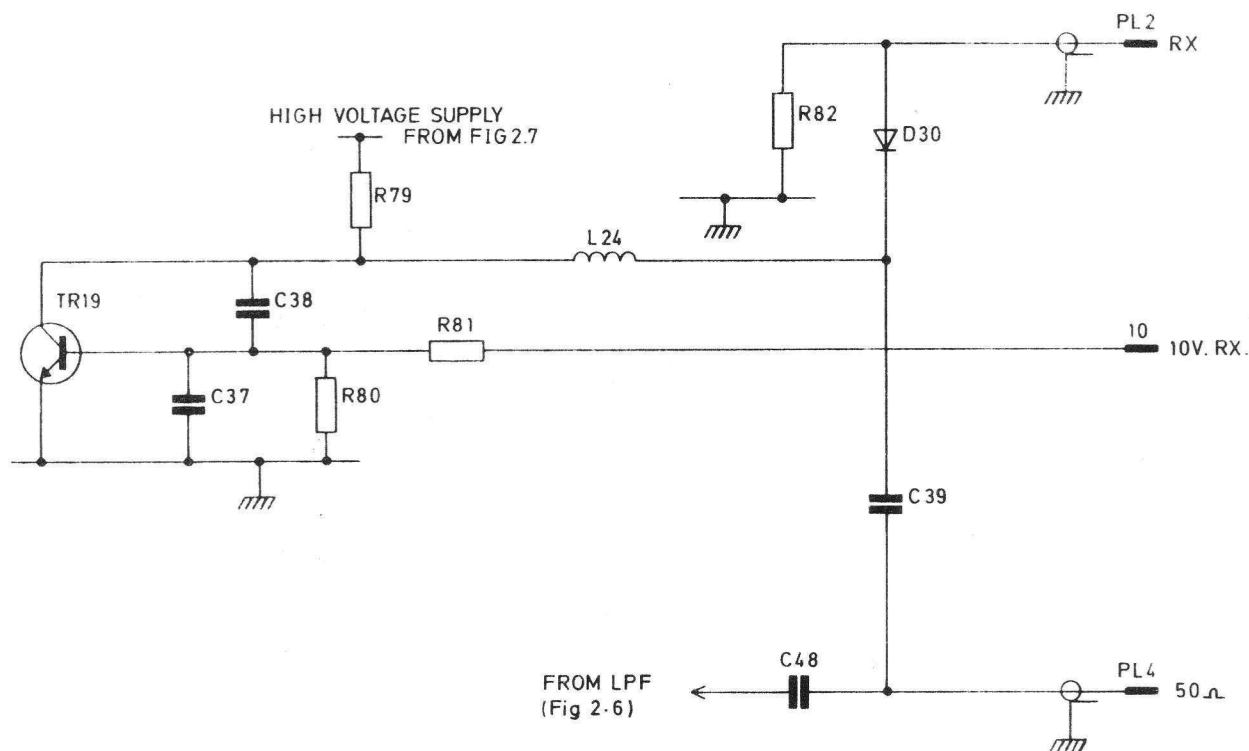 PL2
RX
HIGH VOLTAGE SUPPLY
FROM FIG 2.7
R82
D30
R79
L24
TR19
C38
R81
10
10V. RX.
C37
R80
C39
C48
FROM LPF
(Fig 2·6)
PL4
50Ω